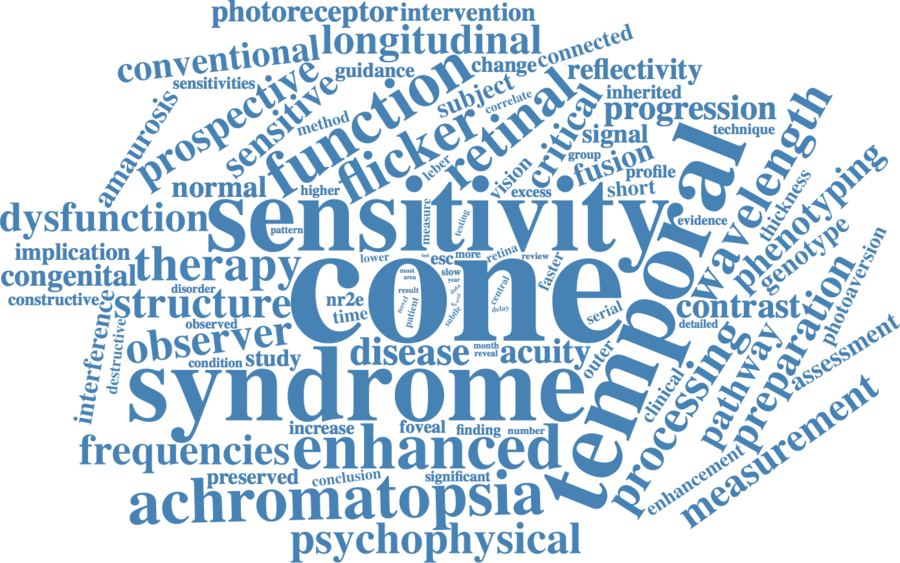 photoreceptor
intervention
longitudinal
conventional
connected
sensitivities
guidance
change
reflectivity
prospective
sensitive
function
subject
correlate
inherited
amaurosis
method
flicker
retinal
critical
progression
signal
technique
leber
vision
group
fusion
profile
normal
higher
excess
short
dysfunction
sensitivity
pattern
measure
testing
temporal
evidence
wavelength
thickness
phenotyping
genotype
implication
therapy
lower
esc
more
retina
review
congenital
disorder
cone
most
area
slow
year
data
central
faster
constructive
structure
nr2e
time
result
novel
patient
subtle
delay
serial
contrast
detailed
photoaversion
interference
destructive
observed
observer
condition
study
disease
month
reveal
acuity
outter
processing
pathway
preparation
assessment
syndrome
clinical
increase
foveal
finding
number
frequencies
enhanced
measurement
preserved
conclusion
significant
enhancement
achromatopsia
psychophysical